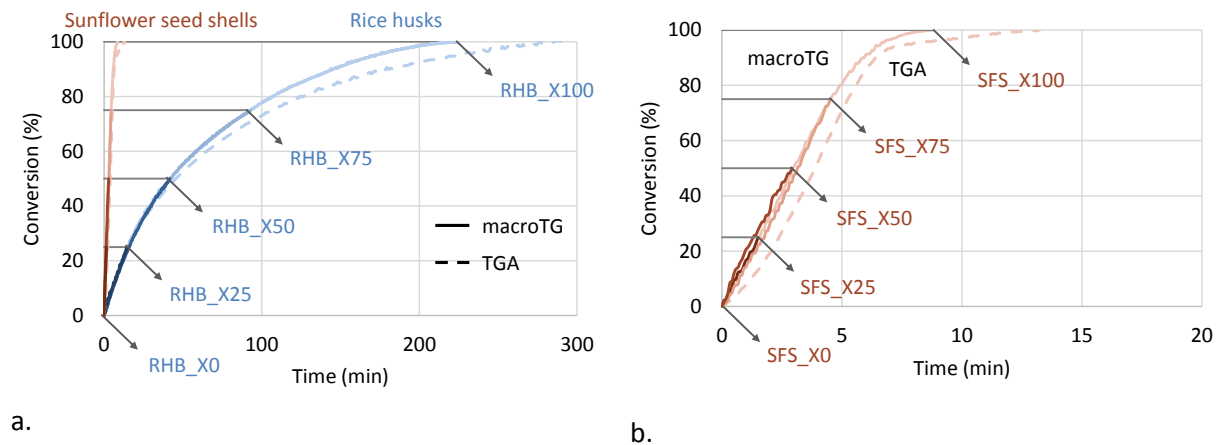 Sunflower seed shells
Rice husks
100
80
60
40
20
0
Conversion (%)
RHB_X100
RHB_X75
RHB_X50
RHB_X25
RHB_X0
macroTG
TGA
0
100
200
300
Time (min)
a.
100
80
60
40
20
0
Conversion (%)
macroTG
TGA
SFS_X100
SFS_X75
SFS_X50
SFS_X25
SFS_X0
0
5
10
15
20
Time (min)
b.